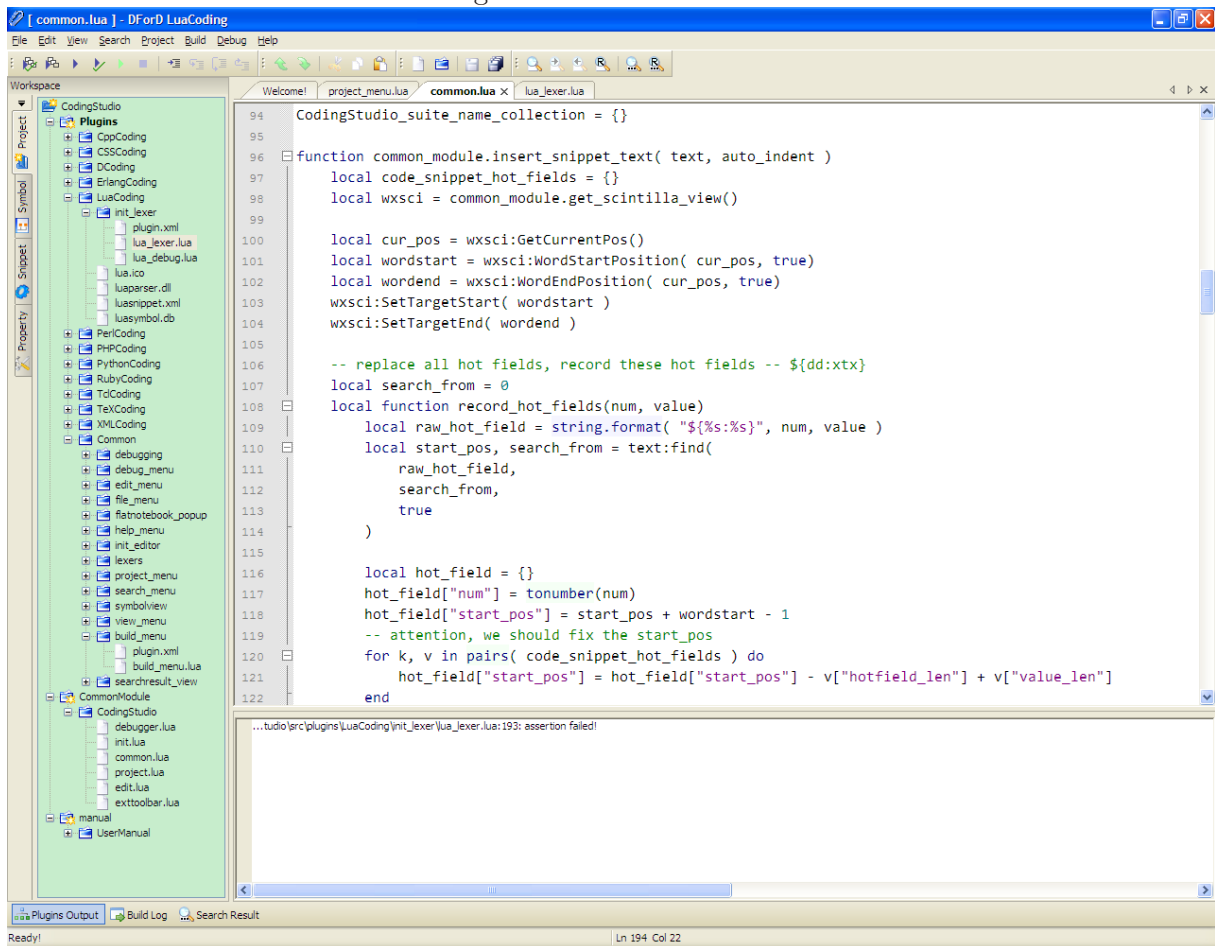 [ common.lua ] - DForD LuaCoding
File Edit View Search Project Build Debug Help
Workspace
Project
Symbol
Snippet
Property
CodingStudio
Plugins
CppCoding
CSSCoding
DCoding
ErlangCoding
LuaCoding
init_lexer
plugin.xml
lua_lexer.lua
lua_debug.lua
lua.ico
luaparser.dll
luasnippet.xml
luasymbol.db
PerlCoding
PHPCoding
PythonCoding
RubyCoding
TclCoding
TeXCoding
XMLCoding
Common
debugging
debug_menu
edit_menu
file_menu
flatnotebook_popup
help_menu
init_editor
lexers
project_menu
search_menu
symbolview
view_menu
build_menu
plugin.xml
build_menu.lua
searchresult_view
CommonModule
CodingStudio
debugger.lua
init.lua
common.lua
project.lua
edit.lua
exttoolbar.lua
manual
UserManual
Welcome! project_menu.lua common.lua lua_lexer.lua
94 CodingStudio_suite_name_collection = {}
95
96 function common_module.insert_snippet_text( text, auto_indent )
97 local code_snippet_hot_fields = {}
98 local wxsci = common_module.get_scintilla_view()
99
100 local cur_pos = wxsci:GetCurrentPos()
101 local wordstart = wxsci:WordStartPosition( cur_pos, true)
102 local wordend = wxsci:WordEndPosition( cur_pos, true)
103 wxsci:SetTargetStart( wordstart )
104 wxsci:SetTargetEnd( wordend )
105
106 -- replace all hot fields, record these hot fields -- ${dd:xtx}
107 local search_from = 0
108 local function record_hot_fields(num, value)
109 local raw_hot_field = string.format( "${%s:%s}", num, value )
110 local start_pos, search_from = text:find(
111 raw_hot_field,
112 search_from,
113 true
114 )
115
116 local hot_field = {}
117 hot_field["num"] = tonumber(num)
118 hot_field["start_pos"] = start_pos + wordstart - 1
119 -- attention, we should fix the start_pos
120 for k, v in pairs( code_snippet_hot_fields ) do
121 hot_field["start_pos"] = hot_field["start_pos"] - v["hotfield_len"] + v["value_len"]
122 end
...tudio\src\plugins\LuaCoding\init_lexer\lua_lexer.lua:193: assertion failed!
Plugins Output Build Log Search Result
Ready! Ln 194 Col 22